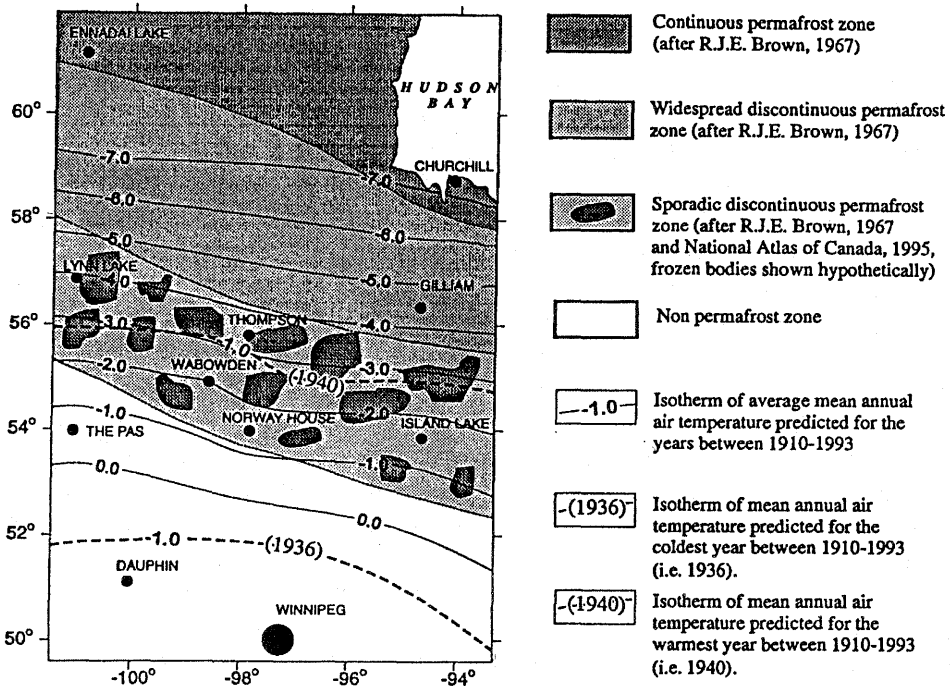 ENNADAI LAKE
HUDSON
BAY
60°
-7.0
-7.0
CHURCHILL
58°
-6.0
-6.0
-5.0
LYNN LAKE
-4.0
-5.0
GILLIAM
56°
-3.0
THOMPSON
-4.0
-1.0
-2.0
WABOWDEN
(-1940)
-3.0
-1.0
NORWAY HOUSE
-2.0
ISLAND LAKE
54°
THE PAS
-1.0
0.0
0.0
52°
-1.0
(1936)
DAUPHIN
WINNIPEG
50°
-100°
-98°
-96°
-94°
Continuous permafrost zone
(after R.J.E. Brown, 1967)
Widespread discontinuous permafrost
zone (after R.J.E. Brown, 1967)
Sporadic discontinuous permafrost
zone (after R.J.E. Brown, 1967
and National Atlas of Canada, 1995,
frozen bodies shown hypothetically)
Non permafrost zone
-1.0
Isotherm of average mean annual
air temperature predicted for the
years between 1910-1993
(1936)
Isotherm of mean annual air
temperature predicted for the
coldest year between 1910-1993
(i.e. 1936).
(1940)
Isotherm of mean annual air
temperature predicted for the
warmest year between 1910-1993
(i.e. 1940).